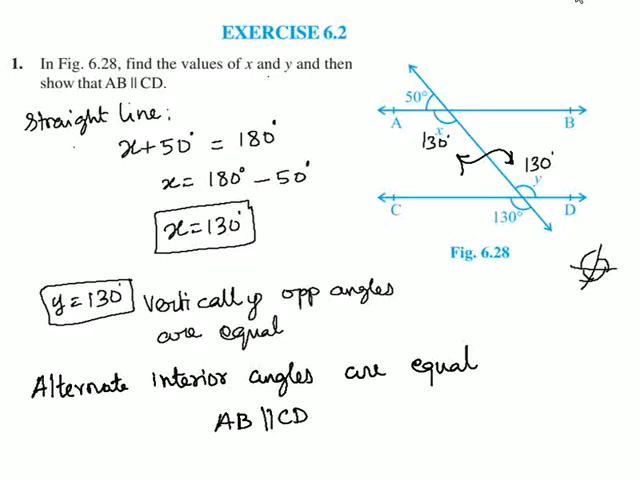 EXERCISE 6.2
1. In Fig. 6.28, find the values of x and y and then
show that AB || CD.
50°
A
B
x
130°
130°
y
C
130°
D
Fig. 6.28
Straight line:
x+50° = 180°
x = 180° - 50°
x = 130°
y = 130° Vertically opp angles
are equal
Alternate interior angles are equal
AB || CD